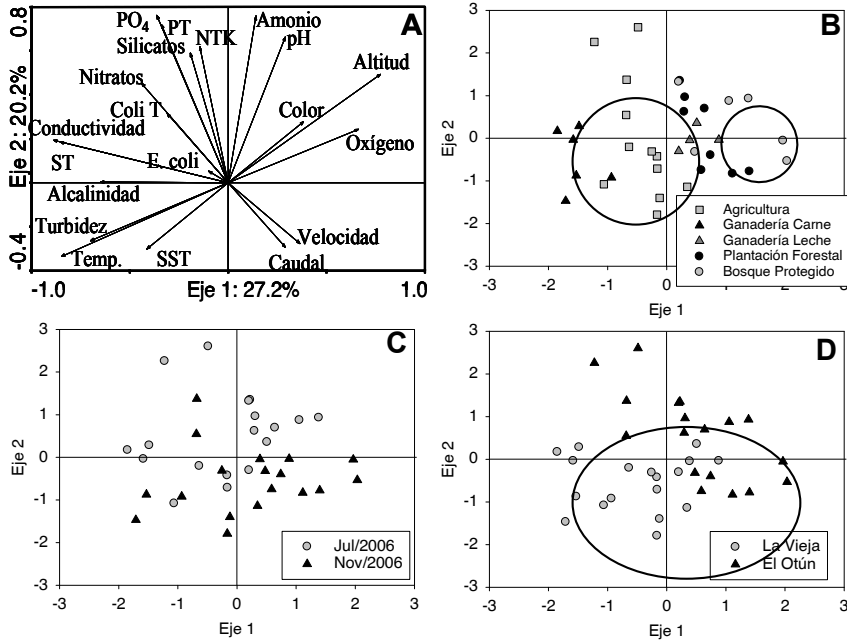 A
0.8
PO4
PT
Amonio
NTK
pH
Silicatos
Altitud
Nitratos
Coli T
Color
Conductividad
Oxígeno
ST
E. coli
Alcalinidad
Turbidez
Velocidad
Temp.
SST
Caudal
-0.4
Eje 2: 20.2%
-1.0
Eje 1: 27.2%
1.0
B
3
2
1
0
-1
-2
-3
Eje 2
Agricultura
Ganadería Carne
Ganadería Leche
Plantación Forestal
Bosque Protegido
-3 -2 -1 0 1 2 3
Eje 1
C
3
2
1
0
-1
-2
-3
Eje 2
Jul/2006
Nov/2006
-3 -2 -1 0 1 2 3
Eje 1
D
3
2
1
0
-1
-2
-3
Eje 2
La Vieja
El Otún
-3 -2 -1 0 1 2 3
Eje 1